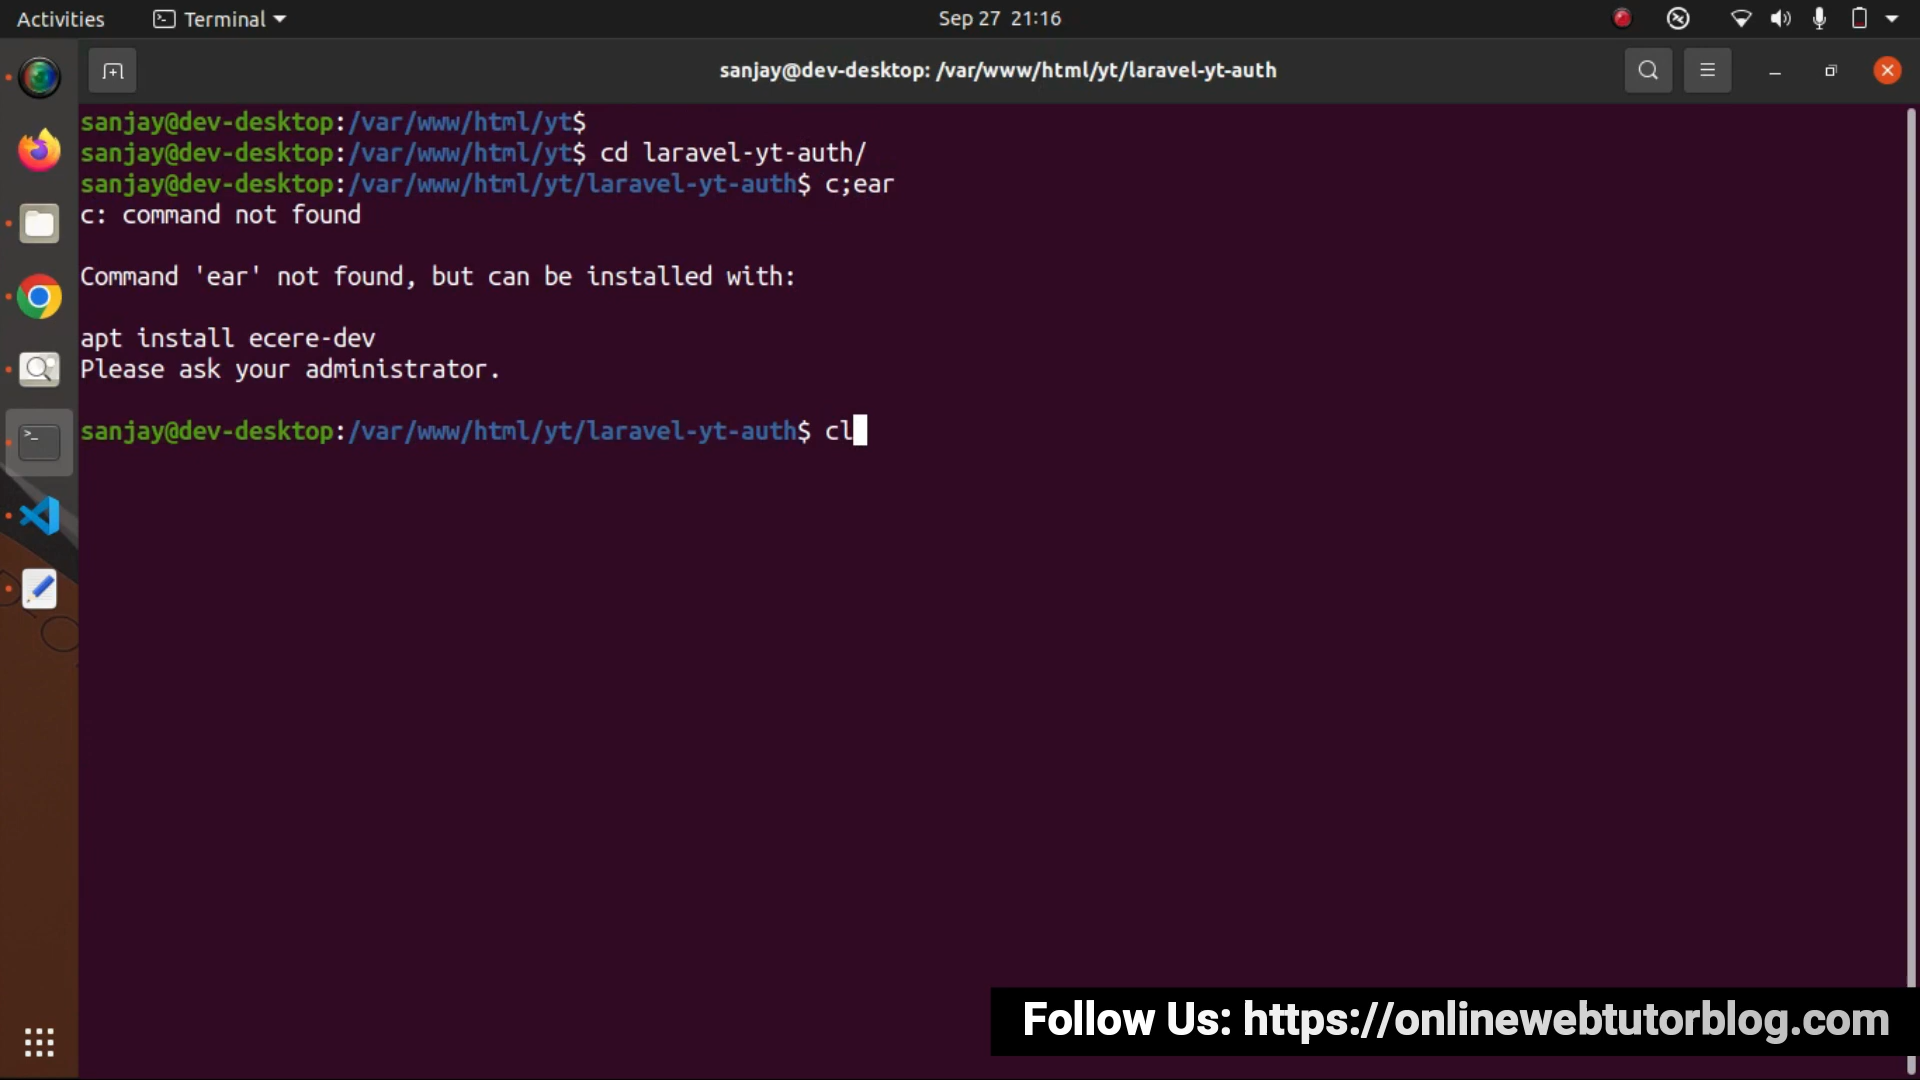 Activities
Terminal
Sep 27 21:16
sanjay@dev-desktop: /var/www/html/yt/laravel-yt-auth
sanjay@dev-desktop:/var/www/html/yt$
sanjay@dev-desktop:/var/www/html/yt$ cd laravel-yt-auth/
sanjay@dev-desktop:/var/www/html/yt/laravel-yt-auth$ c;ear
c: command not found
Command 'ear' not found, but can be installed with:
apt install ecere-dev
Please ask your administrator.
sanjay@dev-desktop:/var/www/html/yt/laravel-yt-auth$ cl
Follow Us: https://onlinewebtutorblog.com